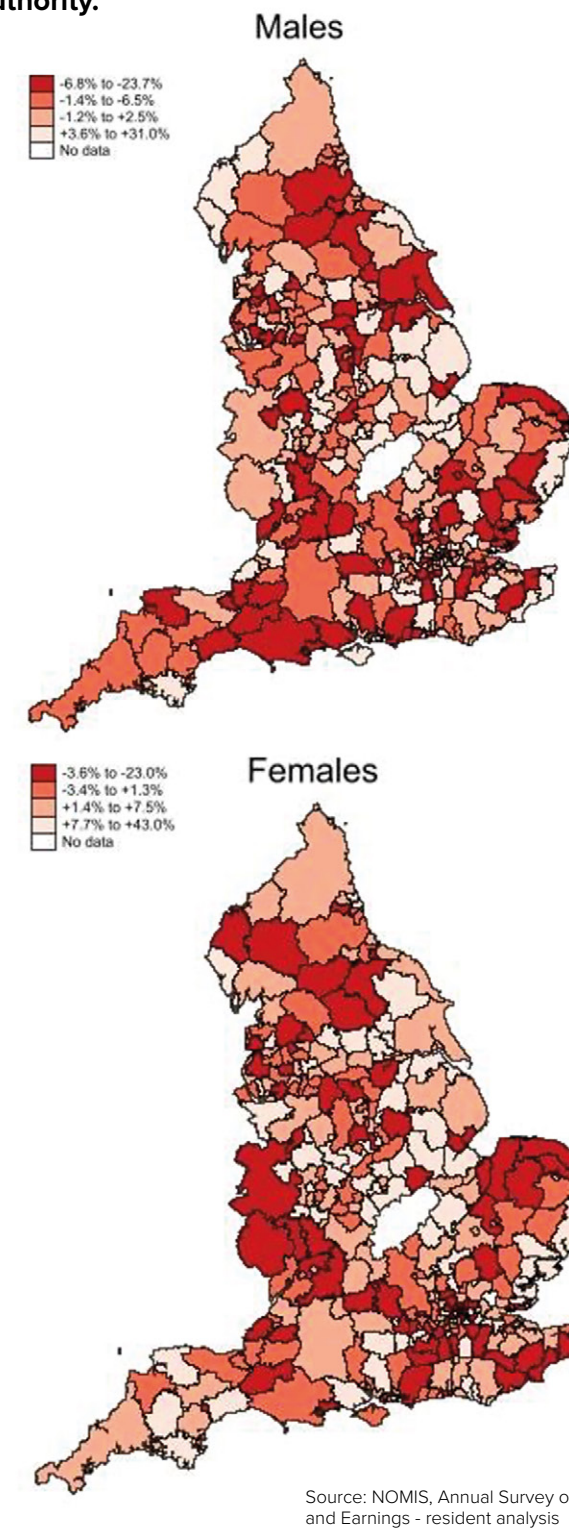 uthority.
Males
-6.8% to -23.7%
-1.4% to -6.5%
-1.2% to +2.5%
+3.6% to +31.0%
No data
Females
-3.6% to -23.0%
-3.4% to +1.3%
+1.4% to +7.5%
+7.7% to +43.0%
No data
Source: NOMIS, Annual Survey o
and Earnings - resident analysis